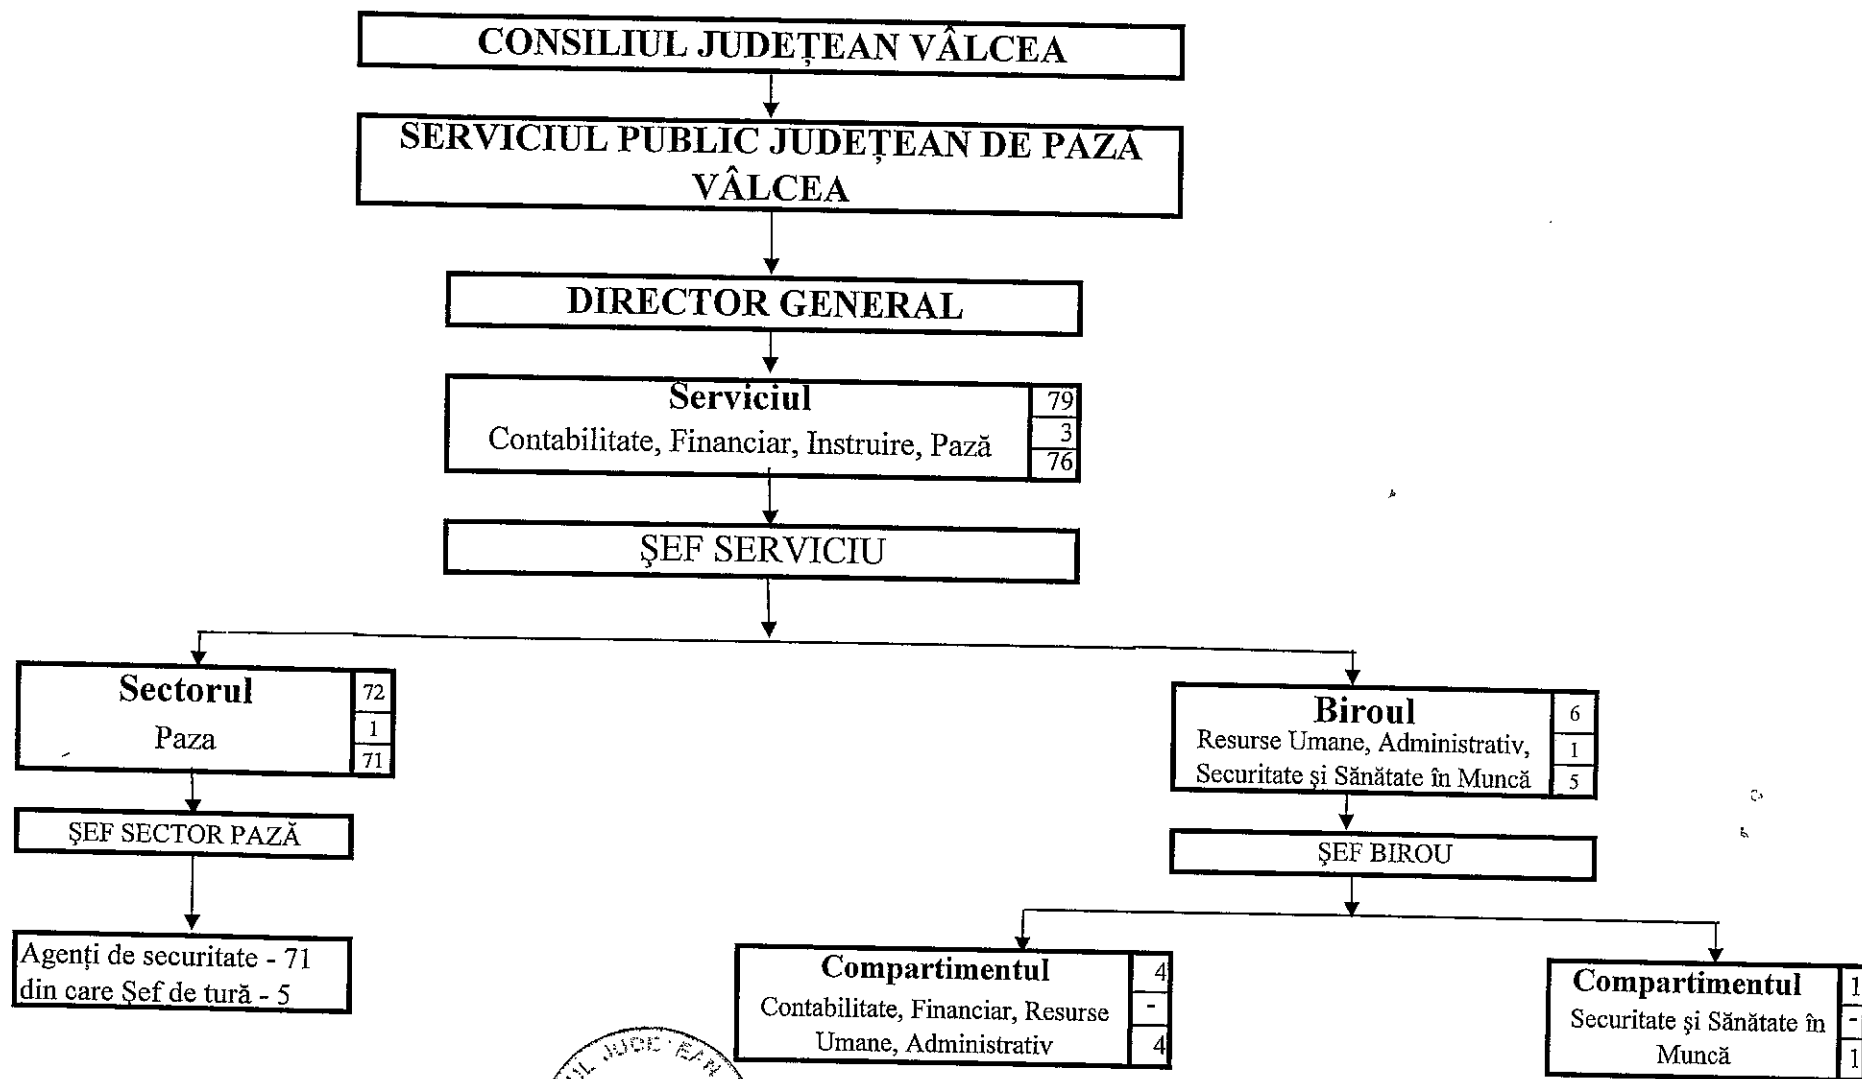 CONSILIUL JUDEȚEAN VÂLCEA
SERVICIUL PUBLIC JUDEȚEAN DE PAZĂ
VÂLCEA
DIRECTOR GENERAL
Serviciul
Contabilitate, Financiar, Instruire, Pază
79
3
76
ȘEF SERVICIU
Sectorul
Paza
72
1
71
Biroul
Resurse Umane, Administrativ,
Securitate și Sănătate în Muncă
6
1
5
ȘEF SECTOR PAZĂ
ȘEF BIROU
Agenți de securitate - 71
din care Șef de tură - 5
Compartimentul
Contabilitate, Financiar, Resurse
Umane, Administrativ
4
-
4
Compartimentul
Securitate și Sănătate în
Muncă
1
-
1